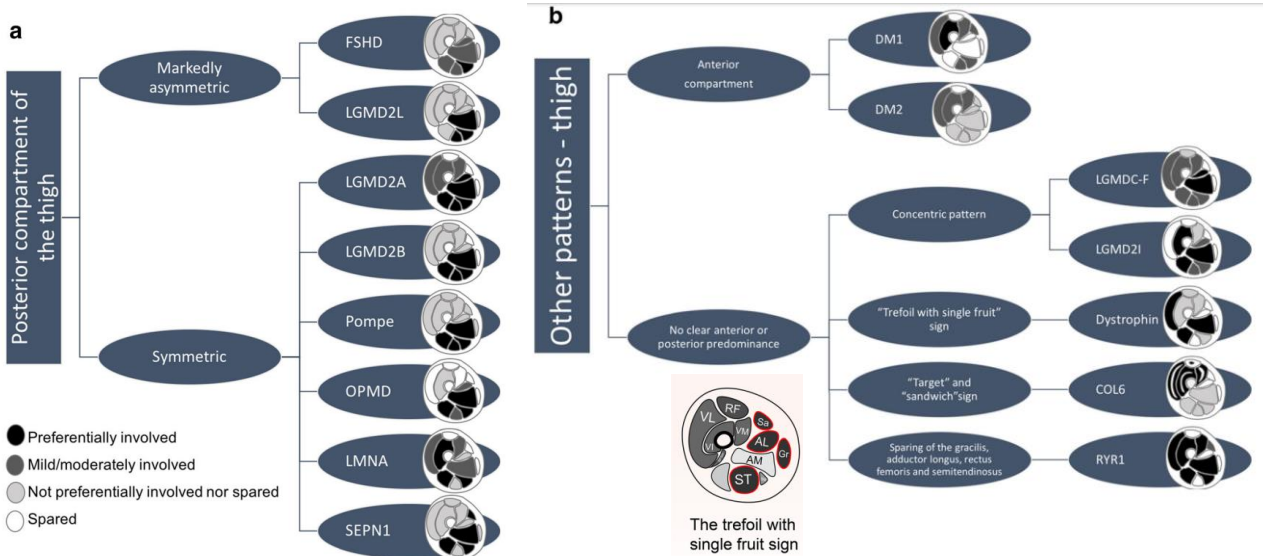 a
Posterior compartment of
the thigh
Markedly
asymmetric
FSHD
LGMD2L
Symmetric
LGMD2A
LGMD2B
Pompe
OPMD
LMNA
SEPN1
Preferentially involved
Mild/moderately involved
Not preferentially involved nor spared
Spared
b
Other patterns - thigh
Anterior
compartment
DM1
DM2
No clear anterior or
posterior predominance
Concentric pattern
LGMDC-F
LGMD2I
"Trefoil with single fruit"
sign
Dystrophin
"Target" and
"sandwich"sign
COL6
Sparing of the gracilis,
adductor longus, rectus
femoris and semitendinosus
RYR1
VL
RF
VM
VI
Sa
AL
Gr
AM
ST
The trefoil with
single fruit sign